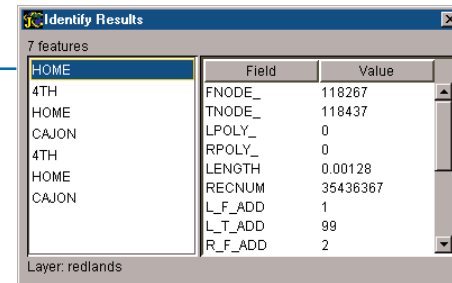 Identify Results
7 features
HOME
4TH
HOME
CAJON
4TH
HOME
CAJON
Field Value
FNODE_ 118267
TNODE_ 118437
LPOLY_ 0
RPOLY_ 0
LENGTH 0.00128
RECNUM 35436367
L_F_ADD 1
L_T_ADD 99
R_F_ADD 2
Layer: redlands